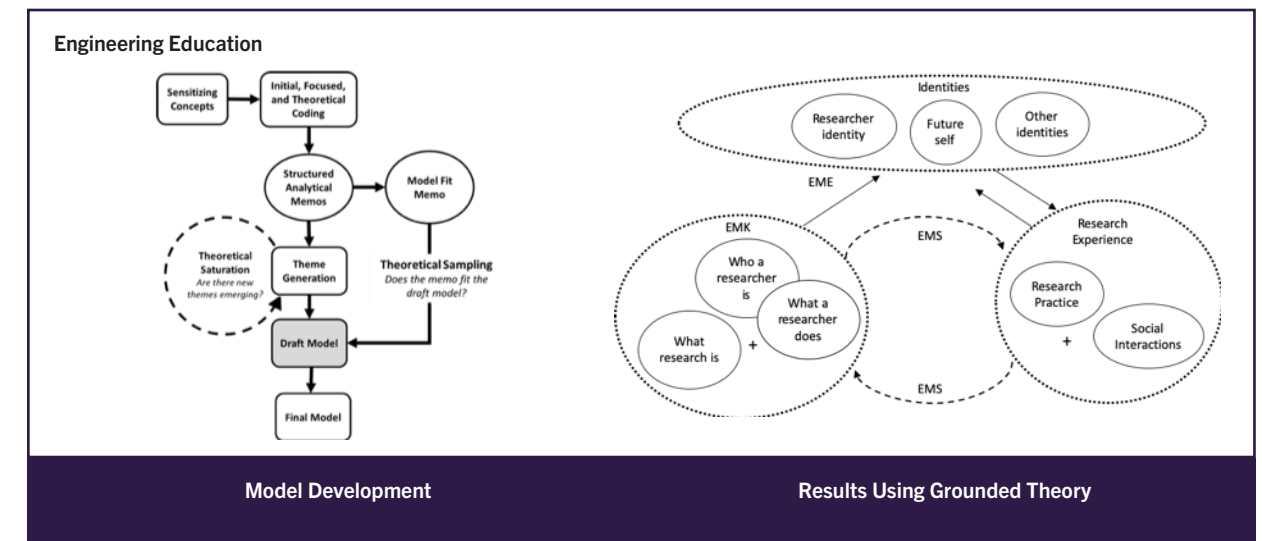 Engineering Education
Sensitizing
Concepts
Initial, Focused,
and Theoretical
Coding
Structured
Analytical
Memos
Model Fit
Memo
Theoretical
Saturation
Are there new
themes emerging?
Theme
Generation
Theoretical Sampling
Does the memo fit the
draft model?
Draft Model
Final Model
Identities
Researcher
identity
Future
self
Other
identities
EME
EMK
Who a
researcher
is
What a
researcher
does
What
research is
+
EMS
EMS
Research
Experience
Research
Practice
+
Social
Interactions
Model Development
Results Using Grounded Theory